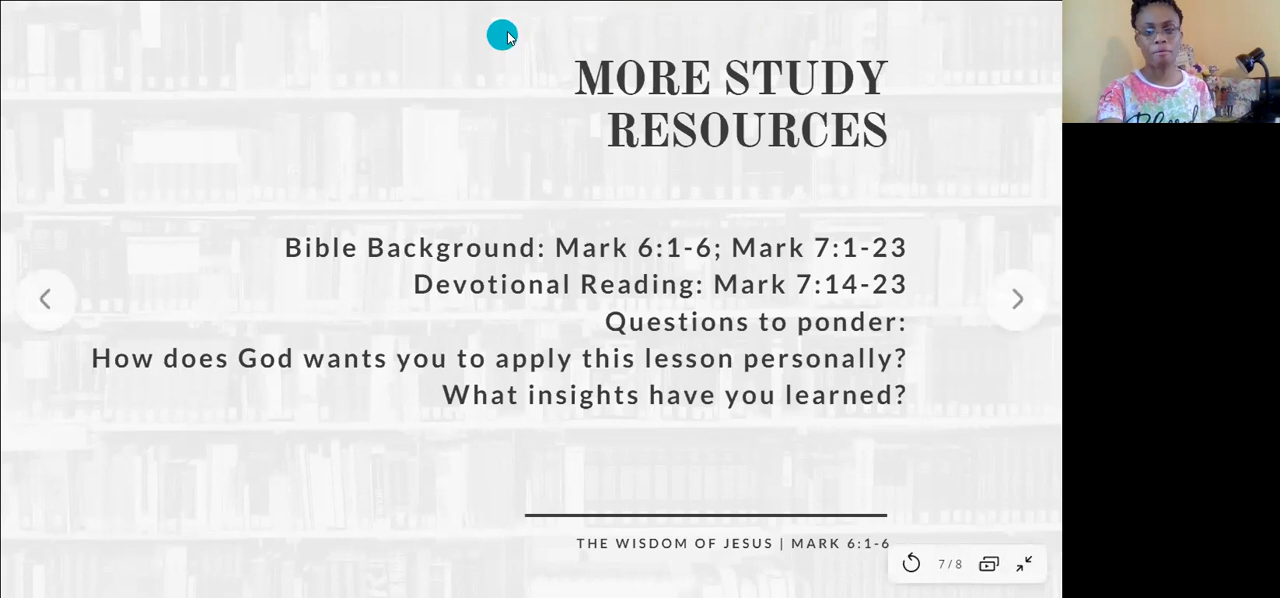 MORE STUDY
RESOURCES
Bible Background: Mark 6:1-6; Mark 7:1-23
Devotional Reading: Mark 7:14-23
Questions to ponder:
How does God wants you to apply this lesson personally?
What insights have you learned?
THE WISDOM OF JESUS | MARK 6:1-6
7/8